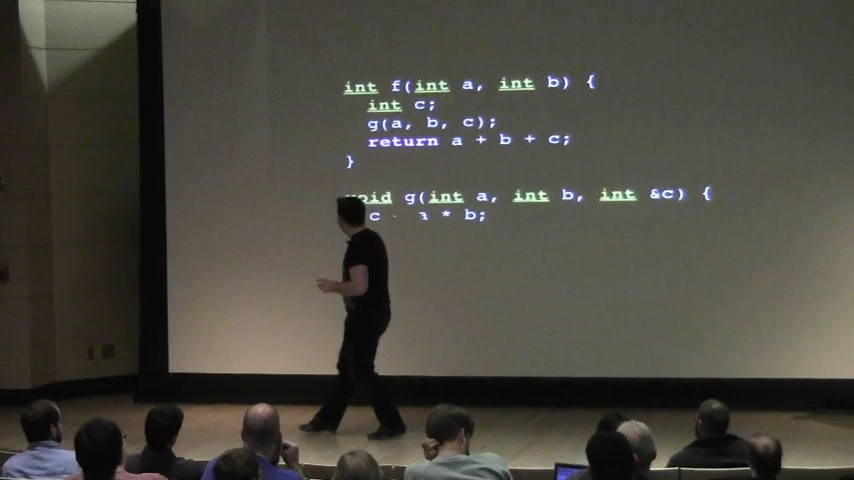 int f(int a, int b) {
int c;
g(a, b, c);
return a + b + c;
}
void g(int a, int b, int &c) {
c a * b;